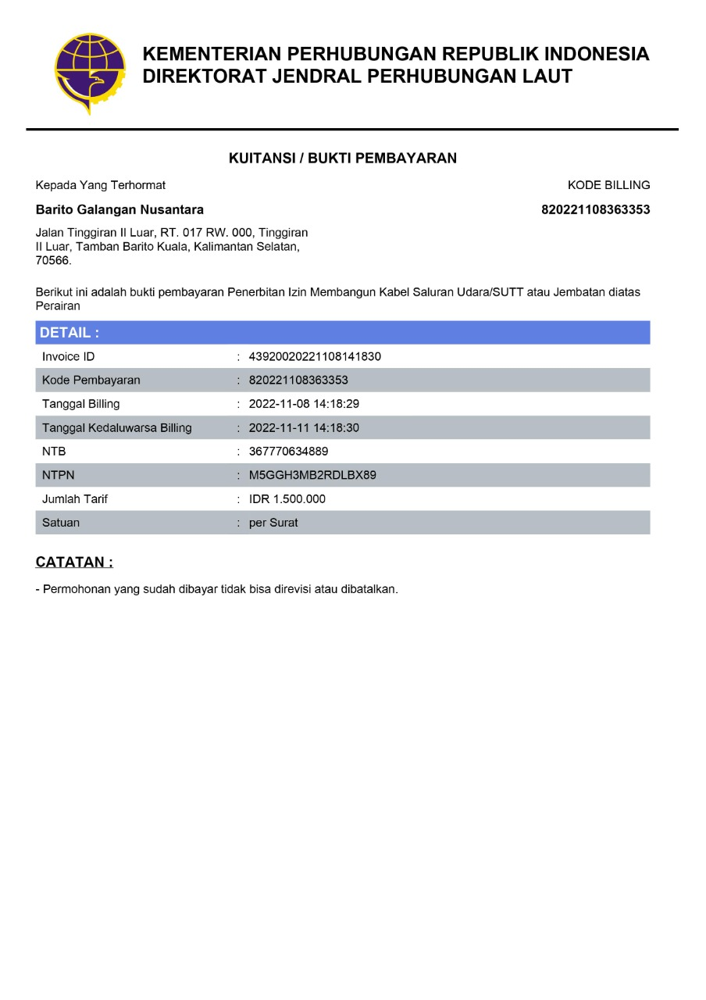 KEMENTERIAN PERHUBUNGAN REPUBLIK INDONESIA
DIREKTORAT JENDRAL PERHUBUNGAN LAUT
KUITANSI / BUKTI PEMBAYARAN
Kepada Yang Terhormat
KODE BILLING
Barito Galangan Nusantara
820221108363353
Jalan Tinggiran II Luar, RT. 017 RW. 000, Tinggiran
II Luar, Tamban Barito Kuala, Kalimantan Selatan,
70566.
Berikut ini adalah bukti pembayaran Penerbitan Izin Membangun Kabel Saluran Udara/SUTT atau Jembatan diatas
Perairan
DETAIL :
Invoice ID : 43920020221108141830
Kode Pembayaran : 820221108363353
Tanggal Billing : 2022-11-08 14:18:29
Tanggal Kedaluwarsa Billing : 2022-11-11 14:18:30
NTB : 367770634889
NTPN : M5GGH3MB2RDLBX89
Jumlah Tarif : IDR 1.500.000
Satuan : per Surat
CATATAN :
- Permohonan yang sudah dibayar tidak bisa direvisi atau dibatalkan.